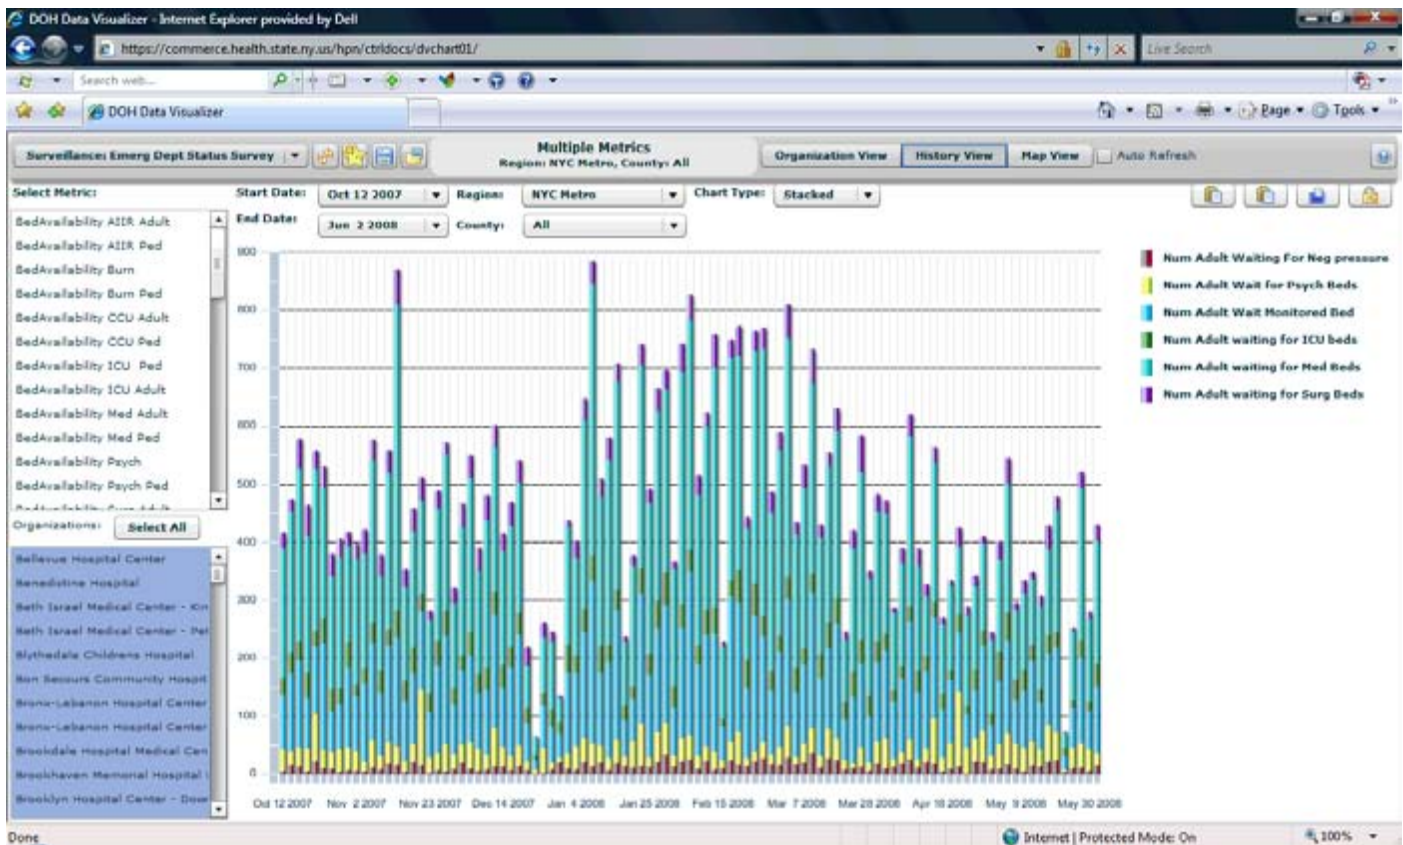 DOH Data Visualizer - Internet Explorer provided by Dell
https://commerce.health.state.ny.us/hpn/ctrldocs/dvchart01/
Live Search
Search web...
DOH Data Visualizer
Page
Tools
Surveillance: Emerg Dept Status Survey
Multiple Metrics
Region: NYC Metro, County: All
Organization View
History View
Map View
Auto Refresh
Select Metric:
Start Date:
Oct 12 2007
Region:
NYC Metro
Chart Type:
Stacked
End Date:
Jun 2 2008
County:
All
BedAvailability AIIR Adult
BedAvailability AIIR Ped
BedAvailability Burn
BedAvailability Burn Ped
BedAvailability CCU Adult
BedAvailability CCU Ped
BedAvailability ICU Ped
BedAvailability ICU Adult
BedAvailability Med Adult
BedAvailability Med Ped
BedAvailability Psych
BedAvailability Psych Ped
Organizations:
Select All
Bellevue Hospital Center
Benedictine Hospital
Beth Israel Medical Center - Kin
Beth Israel Medical Center - Pet
Blythedale Childrens Hospital
Bon Secours Community Hospit
Bronx-Lebanon Hospital Center
Bronx-Lebanon Hospital Center
Brookdale Hospital Medical Cen
Brookhaven Memorial Hospital
Brooklyn Hospital Center - Dow
900
800
700
600
500
400
300
200
100
0
Oct 12 2007
Nov 2 2007
Nov 23 2007
Dec 14 2007
Jan 4 2008
Jan 25 2008
Feb 15 2008
Mar 7 2008
Mar 28 2008
Apr 18 2008
May 9 2008
May 30 2008
Num Adult Waiting For Neg pressure
Num Adult Wait for Psych Beds
Num Adult Wait Monitored Bed
Num Adult waiting for ICU beds
Num Adult waiting for Med Beds
Num Adult waiting for Surg Beds
Done
Internet | Protected Mode: On
100%